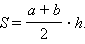 S = (a + b)/2 · h.